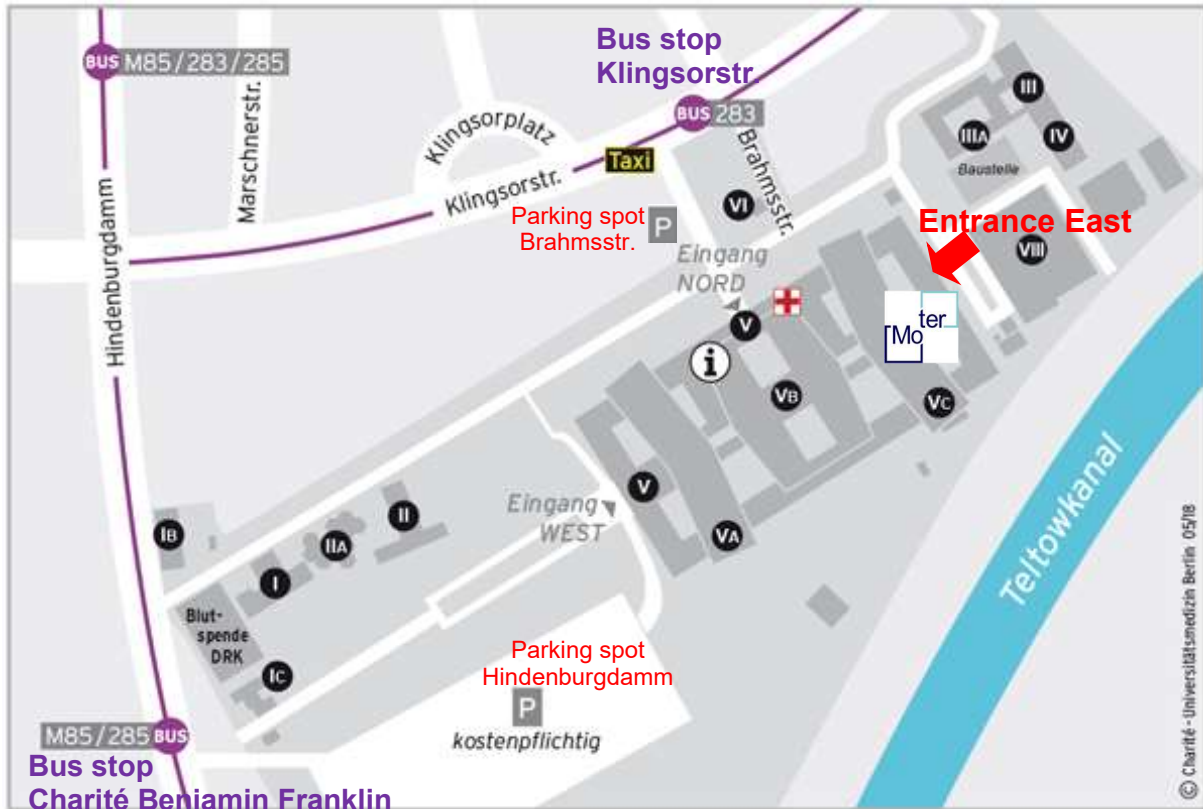 Bus stop
Klingsorstr.
BUS M85/283/285
BUS 283
Marschnerstr.
Klingsorplatz
Klingsorstr.
Taxi
Brahmsstr.
Hindenburgdamm
III
IIIA
IV
Baustelle
VI
Parking spot
Brahmsstr.
P
Entrance East
VIII
Eingang
NORD
V
i
Mo
ter
VB
VC
V
VA
Eingang
WEST
Teltowkanal
IB
II
IIA
I
Blut-
spende
DRK
IC
Parking spot
Hindenburgdamm
P
kostenpflichtig
M85/285 BUS
Bus stop
Charité Benjamin Franklin
© Charité - Universitätsmedizin Berlin 05/18